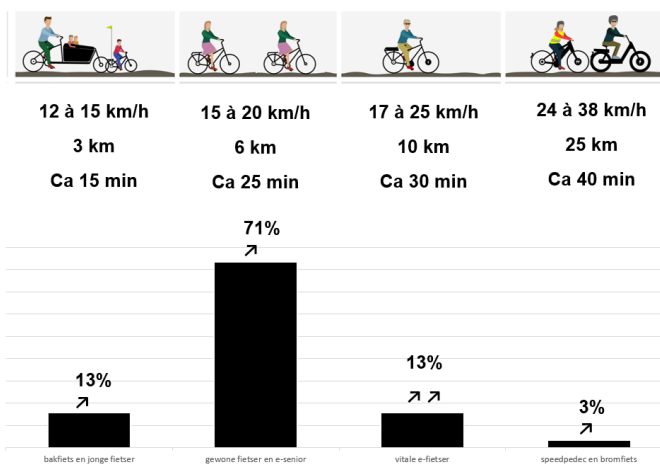 12 à 15 km/h
3 km
Ca 15 min
15 à 20 km/h
6 km
Ca 25 min
17 à 25 km/h
10 km
Ca 30 min
24 à 38 km/h
25 km
Ca 40 min
13%
71%
13%
3%
bakfiets en jonge fietser
gewone fietser en e-senior
vitale e-fietser
speedpedec en bromfiets